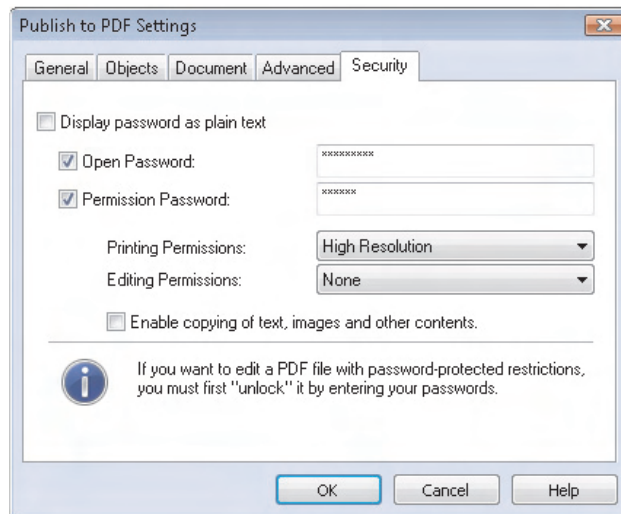 Publish to PDF Settings
General Objects Document Advanced Security
Display password as plain text
Open Password: *********
Permission Password: ******
Printing Permissions: High Resolution
Editing Permissions: None
Enable copying of text, images and other contents.
If you want to edit a PDF file with password-protected restrictions,
you must first "unlock" it by entering your passwords.
OK Cancel Help